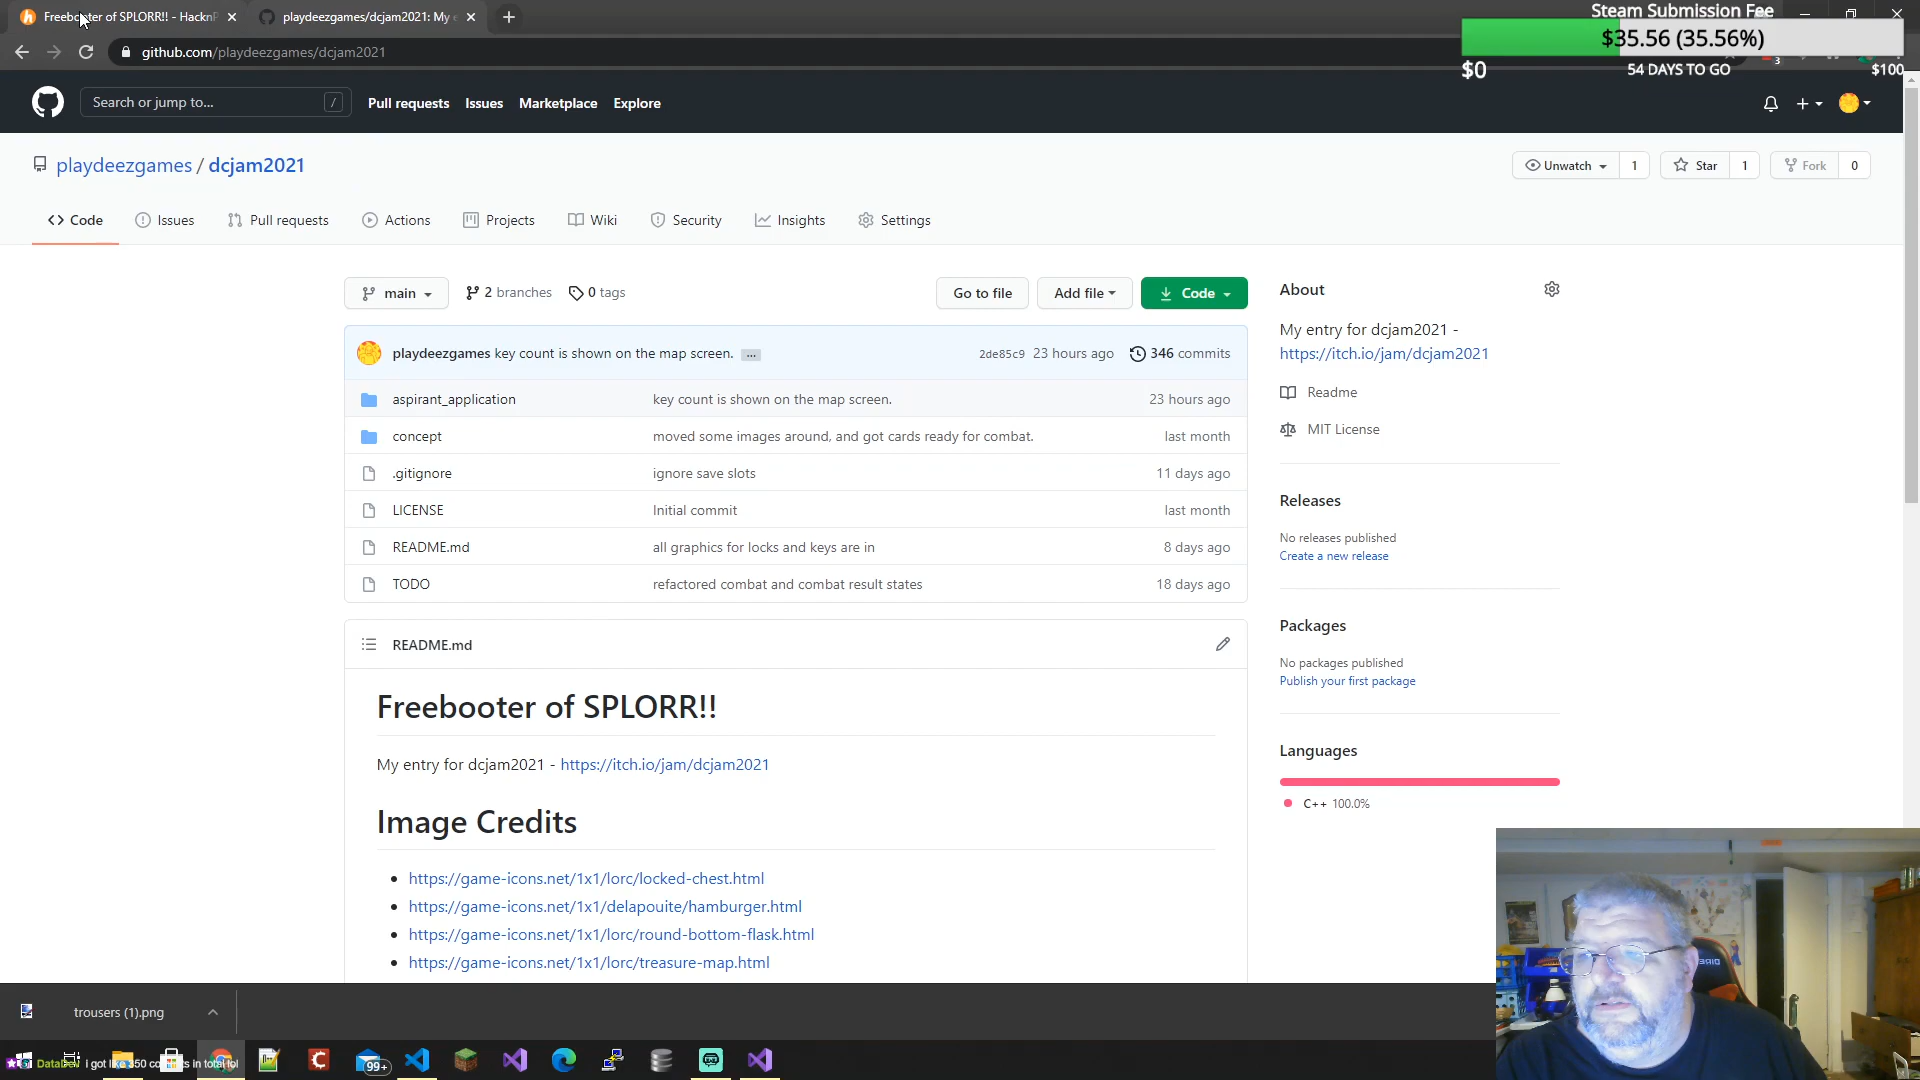 Freebooter of SPLORR!! - HacknP
playdeezgames/dcjam2021: My e
Steam Submission Fee
$35.56 (35.56%)
$0
54 DAYS TO GO
$100
github.com/playdeezgames/dcjam2021
3
Search or jump to...
/
Pull requests
Issues
Marketplace
Explore
playdeezgames / dcjam2021
Unwatch
1
Star
1
Fork
0
Code
Issues
Pull requests
Actions
Projects
Wiki
Security
Insights
Settings
main
2 branches
0 tags
Go to file
Add file
Code
playdeezgames key count is shown on the map screen. ...
2de85c9 23 hours ago
346 commits
aspirant_application
key count is shown on the map screen.
23 hours ago
concept
moved some images around, and got cards ready for combat.
last month
.gitignore
ignore save slots
11 days ago
LICENSE
Initial commit
last month
README.md
all graphics for locks and keys are in
8 days ago
TODO
refactored combat and combat result states
18 days ago
About
My entry for dcjam2021 -
https://itch.io/jam/dcjam2021
Readme
MIT License
Releases
No releases published
Create a new release
Packages
No packages published
Publish your first package
Languages
C++ 100.0%
README.md
Freebooter of SPLORR!!
My entry for dcjam2021 - https://itch.io/jam/dcjam2021
Image Credits
https://game-icons.net/1x1/lorc/locked-chest.html
https://game-icons.net/1x1/delapouite/hamburger.html
https://game-icons.net/1x1/lorc/round-bottom-flask.html
https://game-icons.net/1x1/lorc/treasure-map.html
trousers (1).png
i got
in total lol
99+